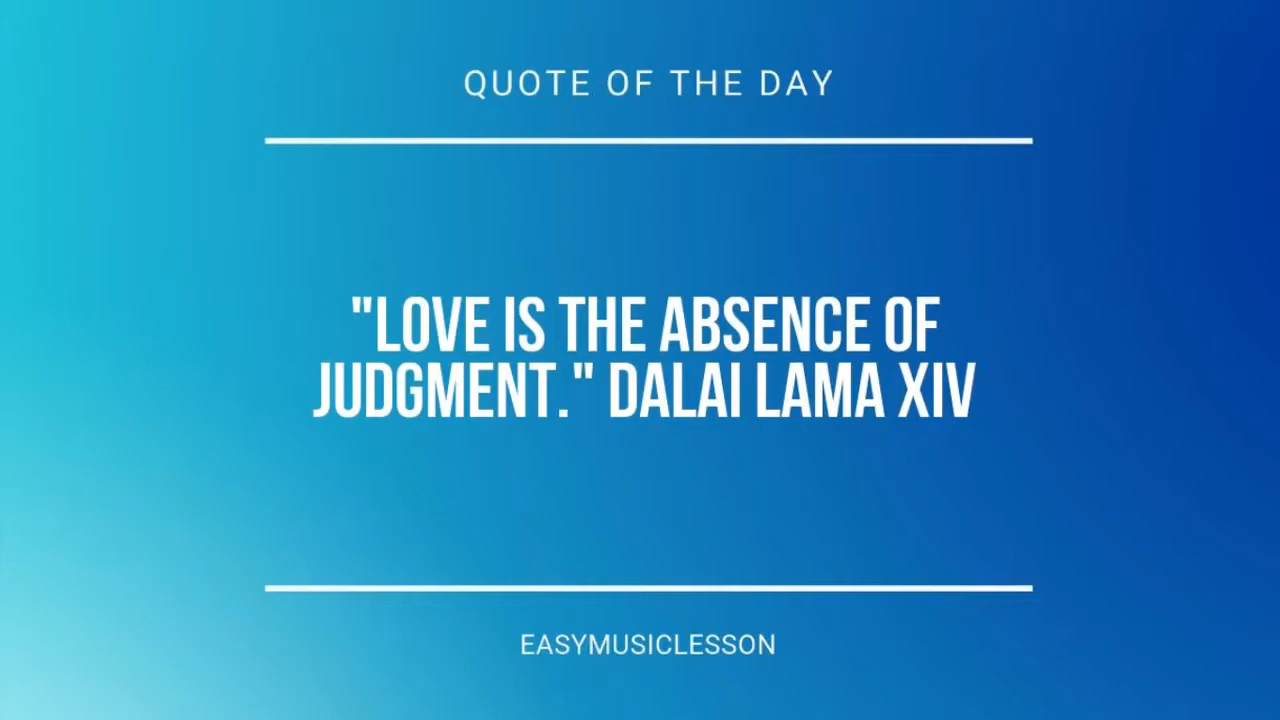 QUOTE OF THE DAY
"LOVE IS THE ABSENCE OF
JUDGMENT." DALAI LAMA XIV
EASYMUSICLESSON